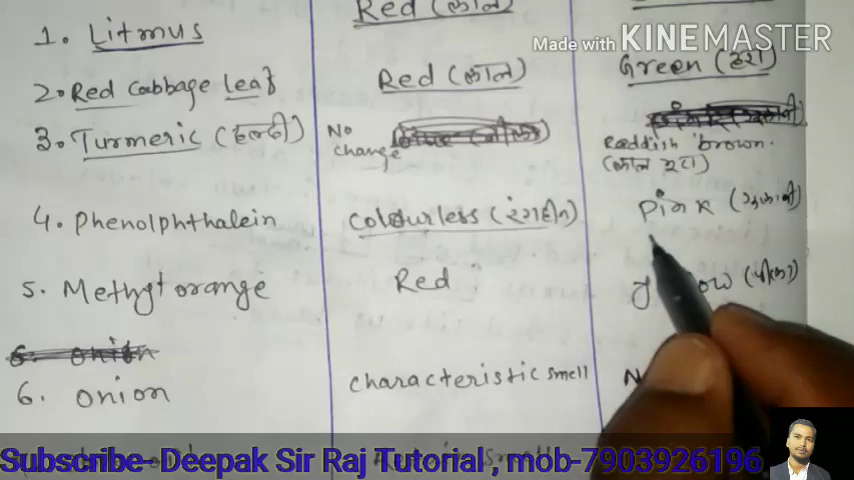 Red (लाल)
1. Litmus
Made with KINEMASTER
2. Red cabbage leaf
Red (लाल)
Green (हरा)
3. Turmeric (हल्दी)
No change
Reddish brown.
(लाल भूरा)
4. Phenolphthalein
Colourless (रंगहीन)
Pink (गुलाबी)
5. Methyl orange
Red
(पीला)
6. onion
6. onion
characteristic smell
N
Subscribe- Deepak Sir Raj Tutorial , mob-7903926196